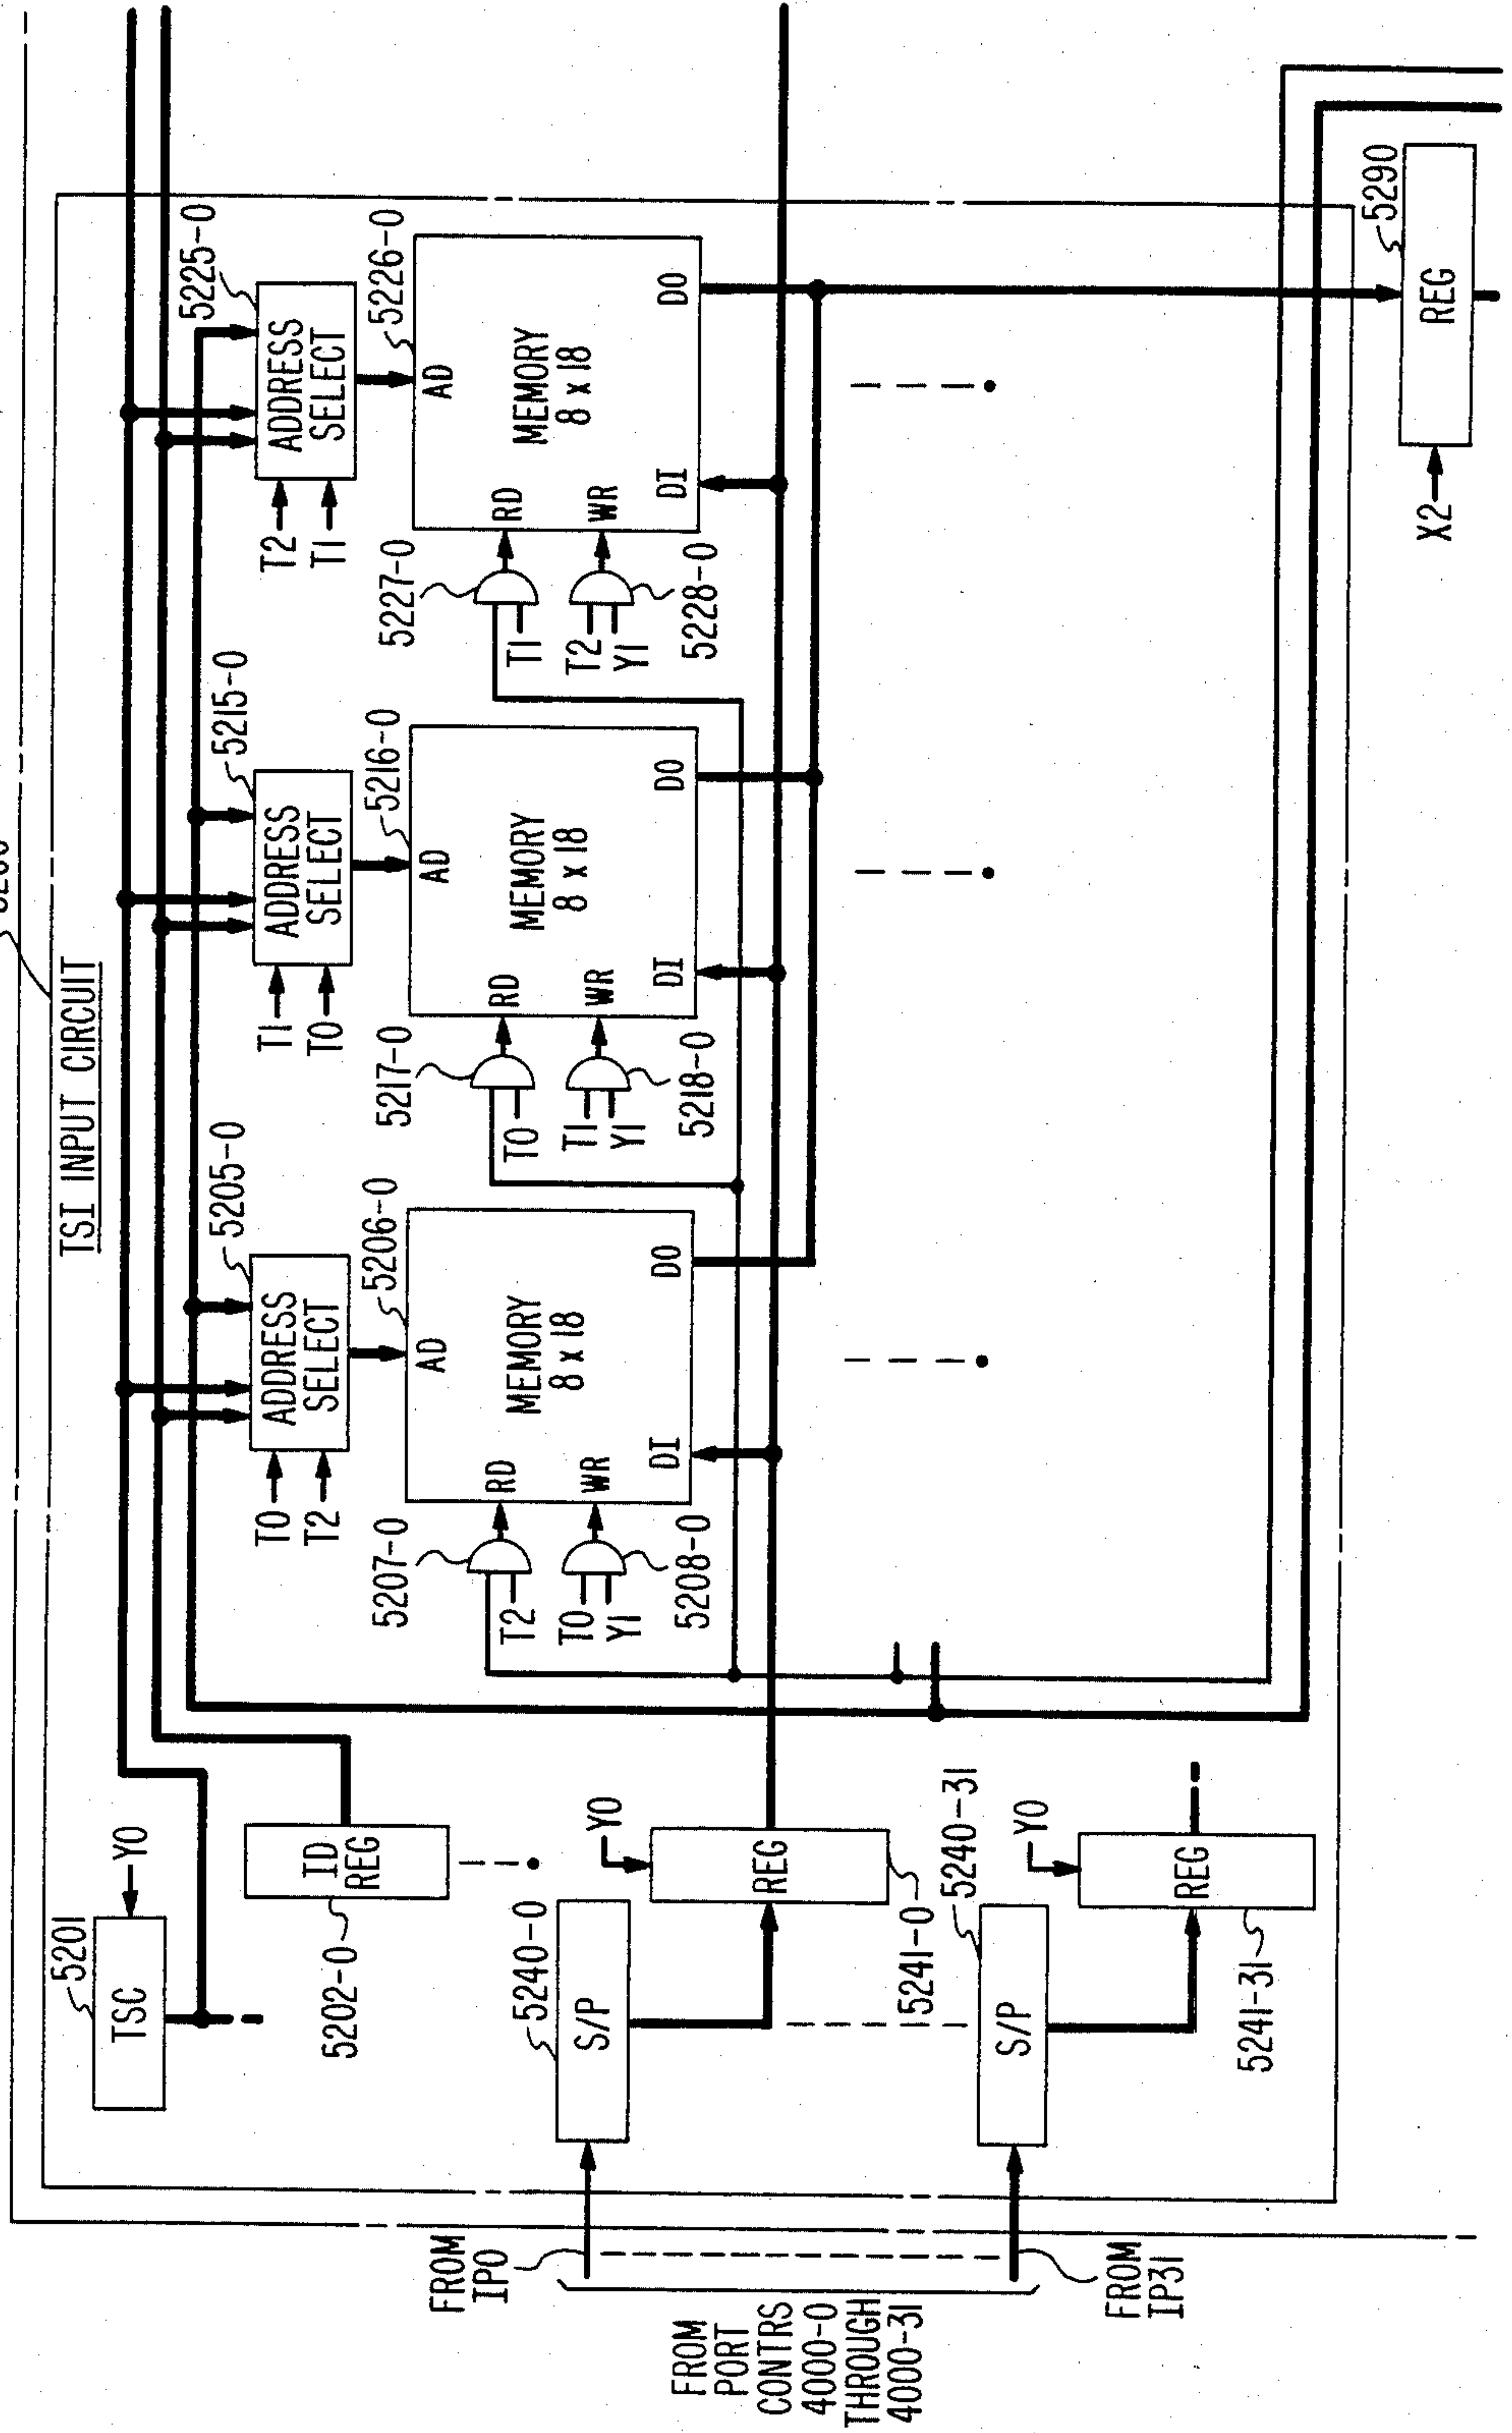 TSI INPUT CIRCUIT
5201
TSC
Y0
5202-0
ID
REG
T0
T2
ADDRESS
SELECT
5205-0
T1
T0
ADDRESS
SELECT
5215-0
T2
T1
ADDRESS
SELECT
5225-0
5207-0
T2
RD
T0
Y1
WR
5208-0
AD
MEMORY
8 x 18
DI
DO
5206-0
5217-0
T0
RD
T1
Y1
WR
5218-0
AD
MEMORY
8 x 18
DI
DO
5216-0
5227-0
T1
RD
T2
Y1
WR
5228-0
AD
MEMORY
8 x 18
DI
DO
5226-0
FROM
IP0
5240-0
S/P
Y0
REG
5241-0
FROM
PORT
CONTRS
4000-0
THROUGH
4000-31
5240-31
S/P
Y0
REG
5241-31
FROM
IP31
X2
REG
5290